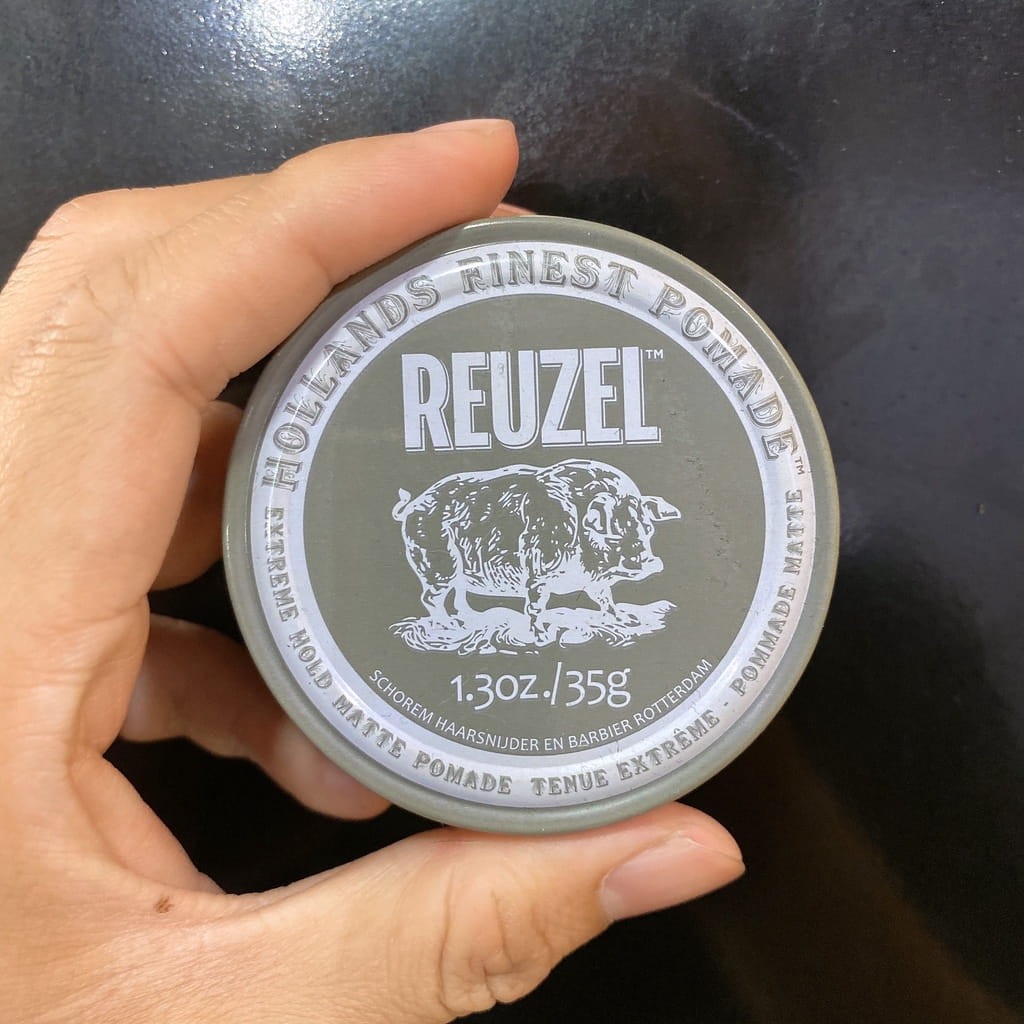 HOLLANDS FINEST POMADE™
REUZEL™
1.3oz./35g
SCHOREM HAARSNIJDER EN BARBIER ROTTERDAM
EXTREME HOLD MATTE POMADE TENUE EXTRÊME - POMMADE MATTE